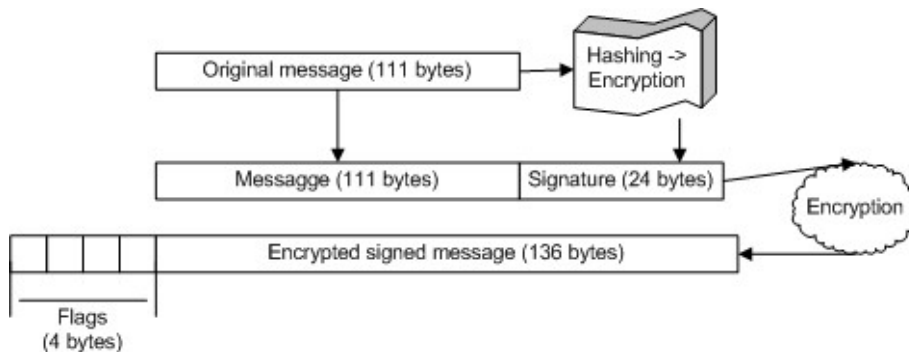 Original message (111 bytes)
Hashing ->
Encryption
Messagge (111 bytes)
Signature (24 bytes)
Encryption
Encrypted signed message (136 bytes)
Flags
(4 bytes)